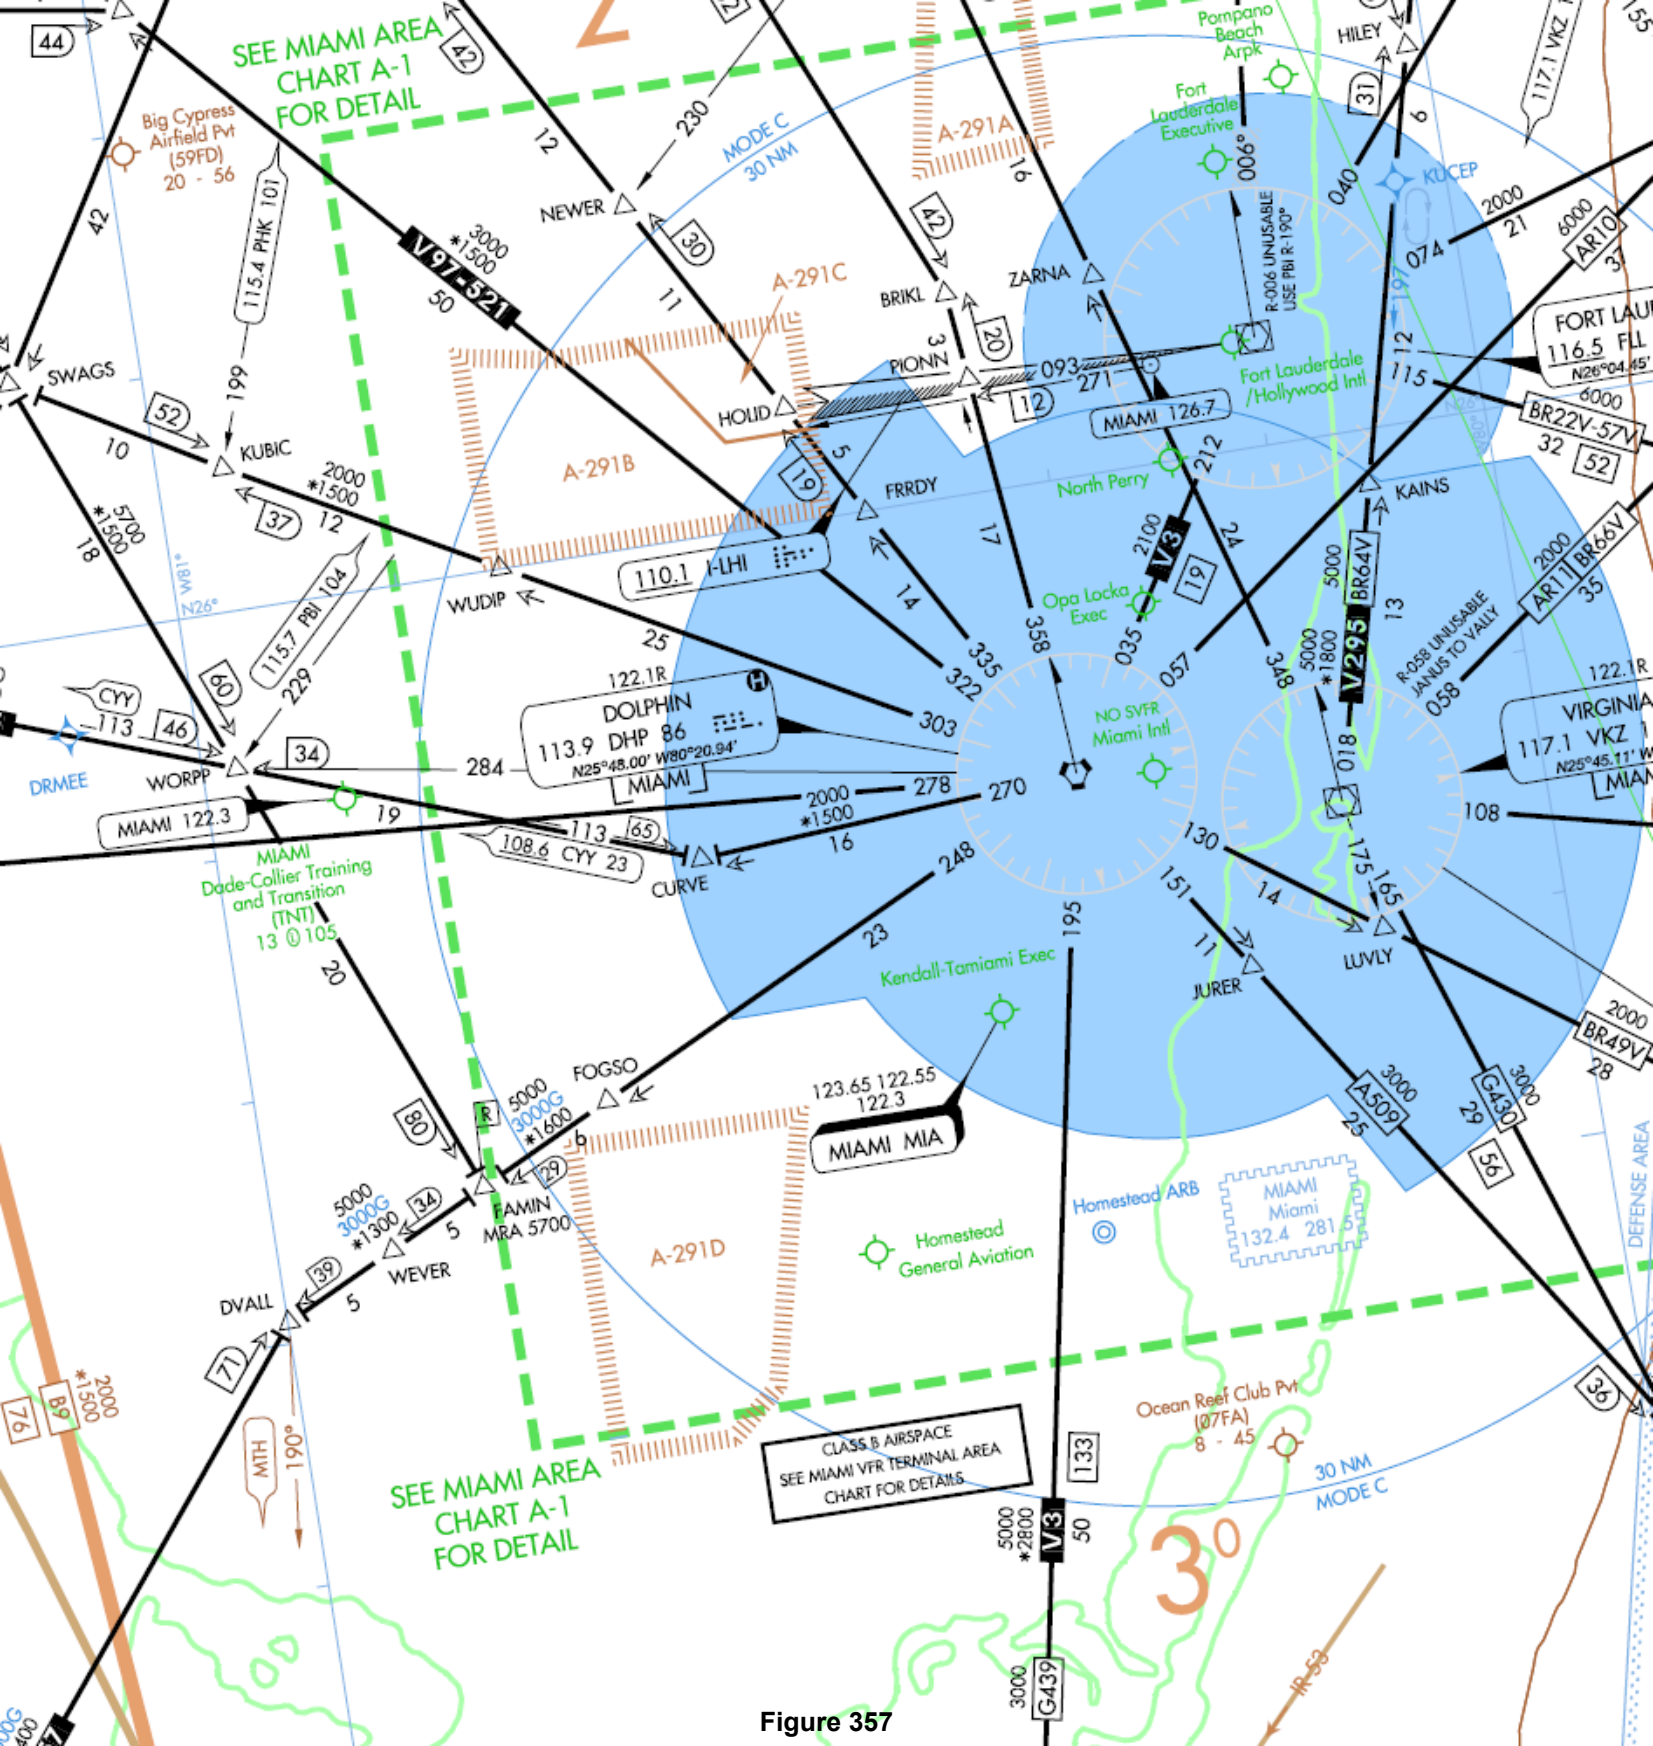 44
SEE MIAMI AREA
CHART A-1
FOR DETAIL
42
2
Pompano
Beach
Arpk
HILEY
31
6
117.1 VKZ
155
Big Cypress
Airfield Pvt
(59FD)
20 - 56
12
230
MODE C
30 NM
A-291A
16
Fort
Lauderdale
Executive
006°
040
KUCEP
2000
21
6000
AR10
074
197
42
115.4 PHK 101
199
NEWER
30
11
3000
*1500
V97-521
50
A-291C
42
BRIKL
3
20
ZARNA
R-006 UNUSABLE
USE PBI R-190°
FORT LAU
116.5 FLL
N26°04.45'
SWAGS
52
10
KUBIC
37
2000
*1500
12
PIONN
093
271
12
MIAMI 126.7
Fort Lauderdale
/Hollywood Intl
12
115
6000
BR22V-57V
32
52
HOLID
5
19
A-291B
FRRDY
212
North Perry
KAINS
5700
*1500
18
W81°
N26°
110.1 I-LHI
14
17
2100
V3
19
24
5000
BR64V
13
2000
AR11
BR66V
35
WUDIP
25
Opa Locka
Exec
035
358
335
322
303
057
348
5000
*1800
V295
R-058 UNUSABLE
JANUS TO VALLY
058
115.7 PBI 104
229
60
CYY
113
46
DRMEE
WORPP
34
284
122.1R
H
DOLPHIN
113.9 DHP 86
N25°48.00' W80°20.94'
MIAMI
NO SVFR
Miami Intl
018
122.1R
VIRGINIA
117.1 VKZ
N25°45.11' W
MIAM
MIAMI 122.3
19
278
270
2000
*1500
16
113
65
108.6 CYY 23
CURVE
108
MIAMI
Dade-Collier Training
and Transition
(TNT)
13 L 105
20
248
23
195
130
14
151
11
175
165
LUVLY
JURER
Kendall-Tamiami Exec
2000
BR49V
28
80
R
5000
3000G
*1600
6
FOGSO
29
123.65 122.55
122.3
MIAMI MIA
3000
A509
25
3000
G430
29
56
5000
3000G
*1300
34
5
FAMIN
MRA 5700
WEVER
39
5
DVALL
71
A-291D
Homestead
General Aviation
Homestead ARB
MIAMI
Miami
132.4 281.5
DEFENSE AREA
36
76
B9
2000
*1500
MTH
190°
SEE MIAMI AREA
CHART A-1
FOR DETAIL
CLASS B AIRSPACE
SEE MIAMI VFR TERMINAL AREA
CHART FOR DETAILS
133
5000
*2800
V3
50
Ocean Reef Club Pvt
(07FA)
8 - 45
30 NM
MODE C
3⁰
3000
G439
IR-53
Figure 357